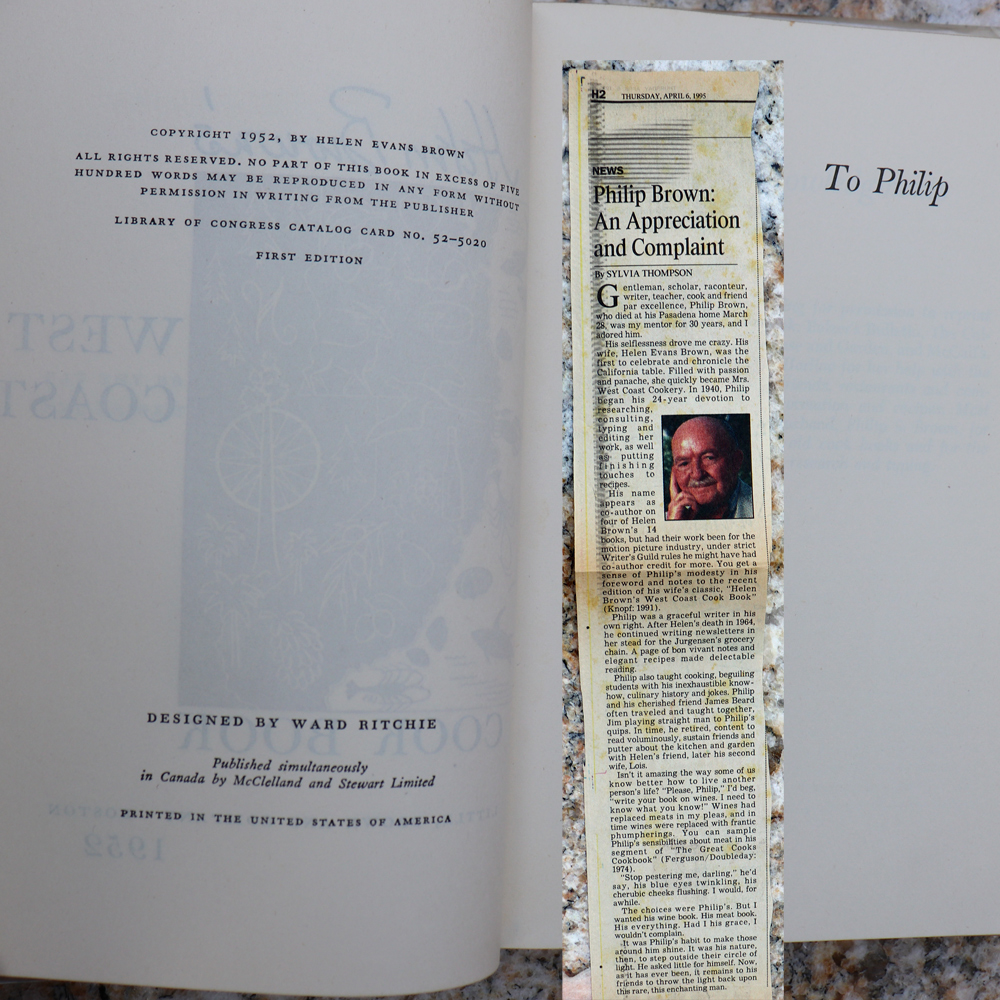 COPYRIGHT 1952, BY HELEN EVANS BROWN
ALL RIGHTS RESERVED. NO PART OF THIS BOOK IN EXCESS OF FIVE
HUNDRED WORDS MAY BE REPRODUCED IN ANY FORM WITHOUT
PERMISSION IN WRITING FROM THE PUBLISHER
LIBRARY OF CONGRESS CATALOG CARD NO. 52-5020
FIRST EDITION
WEST
COAST
COOK BOOK
DESIGNED BY WARD RITCHIE
Published simultaneously
in Canada by McClelland and Stewart Limited
PRINTED IN THE UNITED STATES OF AMERICA
BOSTON
1952
H2 THURSDAY, APRIL 6, 1995
NEWS
Philip Brown:
An Appreciation
and Complaint
By SYLVIA THOMPSON
Gentleman, scholar, raconteur,
writer, teacher, cook and friend
par excellence, Philip Brown,
who died at his Pasadena home March
28, was my mentor for 30 years, and I
adored him.
His selflessness drove me crazy. His
wife, Helen Evans Brown, was the
first to celebrate and chronicle the
California table. Filled with passion
and panache, she quickly became Mrs.
West Coast Cookery. In 1940, Philip
began his 24-year devotion to
researching,
consulting,
typing and
editing her
work, as well
as putting
finishing
touches to
recipes.
His name
appears as
co-author on
four of Helen
Brown's 14
books, but had their work been for the
motion picture industry, under strict
Writer's Guild rules he might have had
co-author credit for more. You get a
sense of Philip's modesty in his
foreword and notes to the recent
edition of his wife's classic, "Helen
Brown's West Coast Cook Book"
(Knopf: 1991).
Philip was a graceful writer in his
own right. After Helen's death in 1964,
he continued writing newsletters in
her stead for the Jurgensen's grocery
chain. A page of bon vivant notes and
elegant recipes made delectable
reading.
Philip also taught cooking, beguiling
students with his inexhaustible know-
how, culinary history and jokes. Philip
and his cherished friend James Beard
often traveled and taught together,
Jim playing straight man to Philip's
quips. In time, he retired, content to
read voluminously, sustain friends and
putter about the kitchen and garden
with Helen's friend, later his second
wife, Lois.
Isn't it amazing the way some of us
know better how to live another
person's life? "Please, Philip," I'd beg,
"write your book on wines. I need to
know what you know!" Wines had
replaced meats in my pleas, and in
time wines were replaced with frantic
phumpherings. You can sample
Philip's sensibilities about meat in his
segment of "The Great Cooks
Cookbook" (Ferguson/Doubleday:
1974).
"Stop pestering me, darling," he'd
say, his blue eyes twinkling, his
cherubic cheeks flushing. I would, for
awhile.
The choices were Philip's. But I
wanted his wine book. His meat book.
His everything. Had I his grace, I
wouldn't complain.
It was Philip's habit to make those
around him shine. It was his nature,
then, to step outside their circle of
light. He asked little for himself. Now,
as it has ever been, it remains to his
friends to throw the light back upon
this rare, this enchanting man.
To Philip